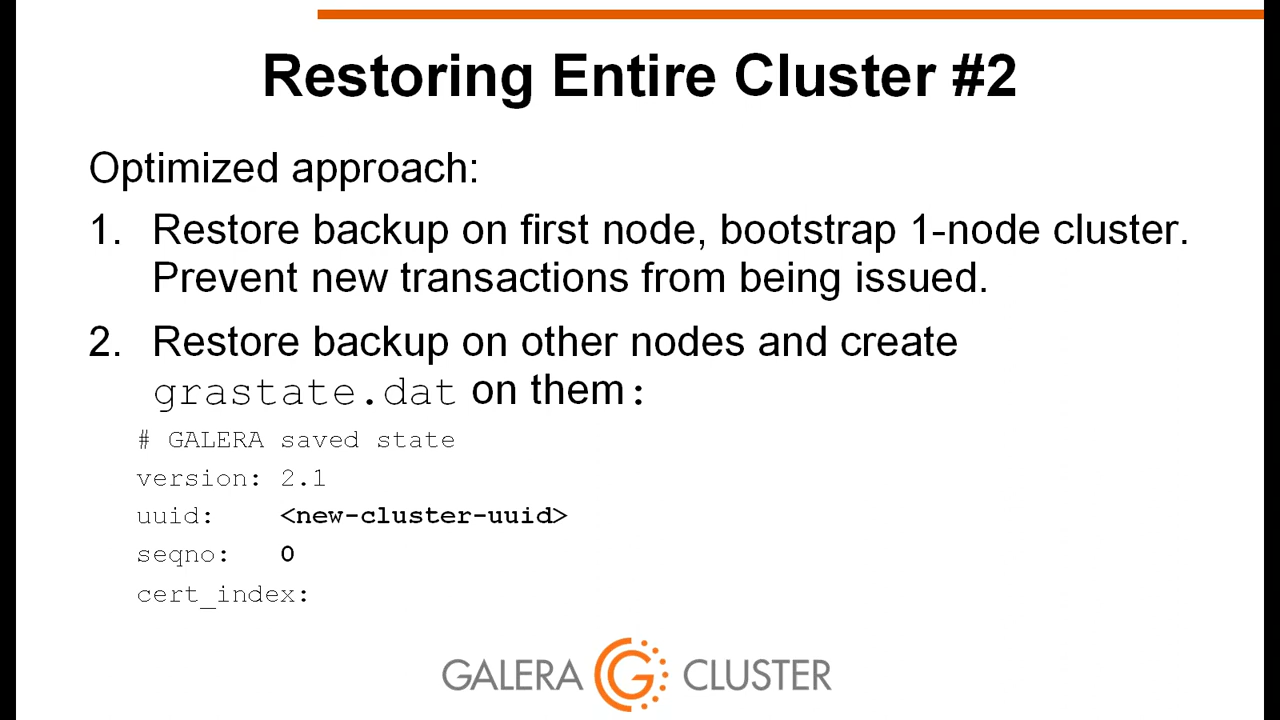 Restoring Entire Cluster #2
Optimized approach:
1. Restore backup on first node, bootstrap 1-node cluster.
Prevent new transactions from being issued.
2. Restore backup on other nodes and create
grastate.dat on them:
# GALERA saved state
version: 2.1
uuid: <new-cluster-uuid>
seqno: 0
cert_index:
GALERA CLUSTER